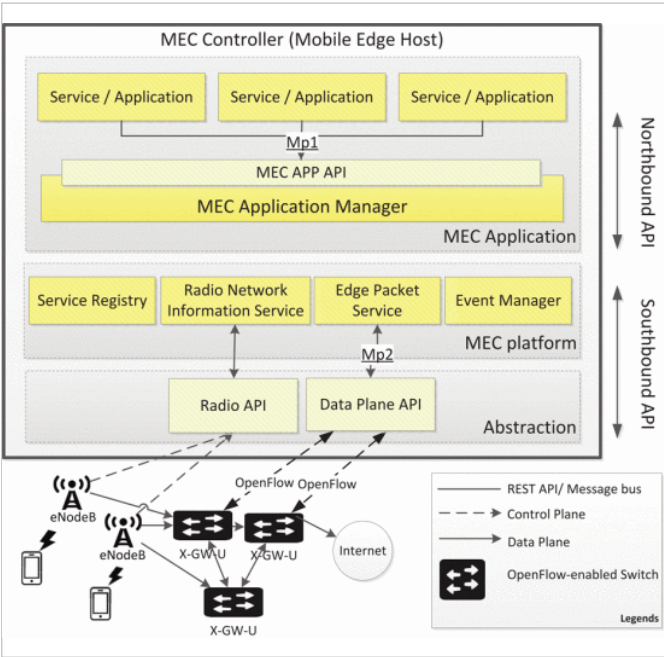 MEC Controller (Mobile Edge Host)
Service / Application
Service / Application
Service / Application
Mp1
MEC APP API
MEC Application Manager
MEC Application
Northbound API
Service Registry
Radio Network
Information Service
Edge Packet
Service
Event Manager
MEC platform
Mp2
Southbound API
Radio API
Data Plane API
Abstraction
OpenFlow
OpenFlow
eNodeB
eNodeB
X-GW-U
X-GW-U
Internet
X-GW-U
REST API/ Message bus
Control Plane
Data Plane
OpenFlow-enabled Switch
Legends